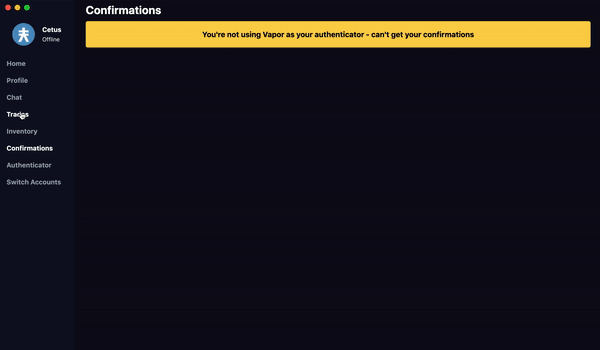 Confirmations
Cetus
Offline
You're not using Vapor as your authenticator - can't get your confirmations
Home
Profile
Chat
Trades
Inventory
Confirmations
Authenticator
Switch Accounts